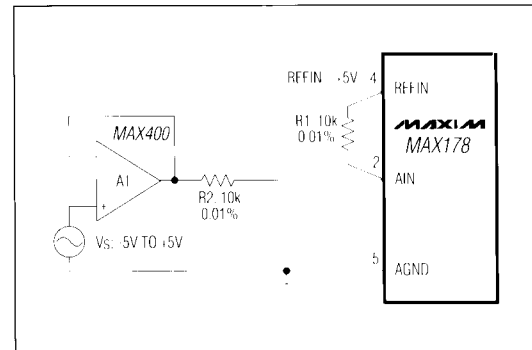 REFIN +5V 4
REFIN
MAXIM
MAX178
R1 10k
0.01%
MAX400
A1
+
R2. 10k
0.01%
2
AIN
VS: -5V TO +5V
5
AGND